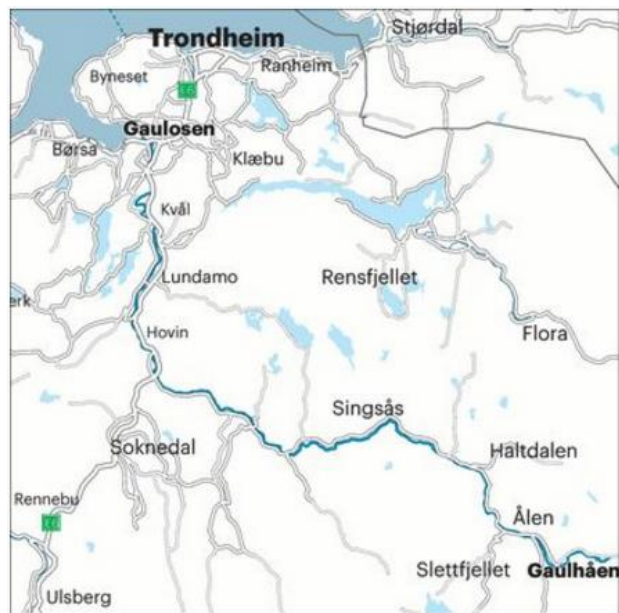 Trondheim
Stjørdal
Ranheim
Byneset
E6
Gaulosen
Børsa
Klæbu
Kvål
Lundamo
Rensfjellet
erk
Hovin
Flora
Singsås
Soknedal
Haltdalen
Rennebu
Ålen
Slettfjellet
Gaulhåen
Ulsberg